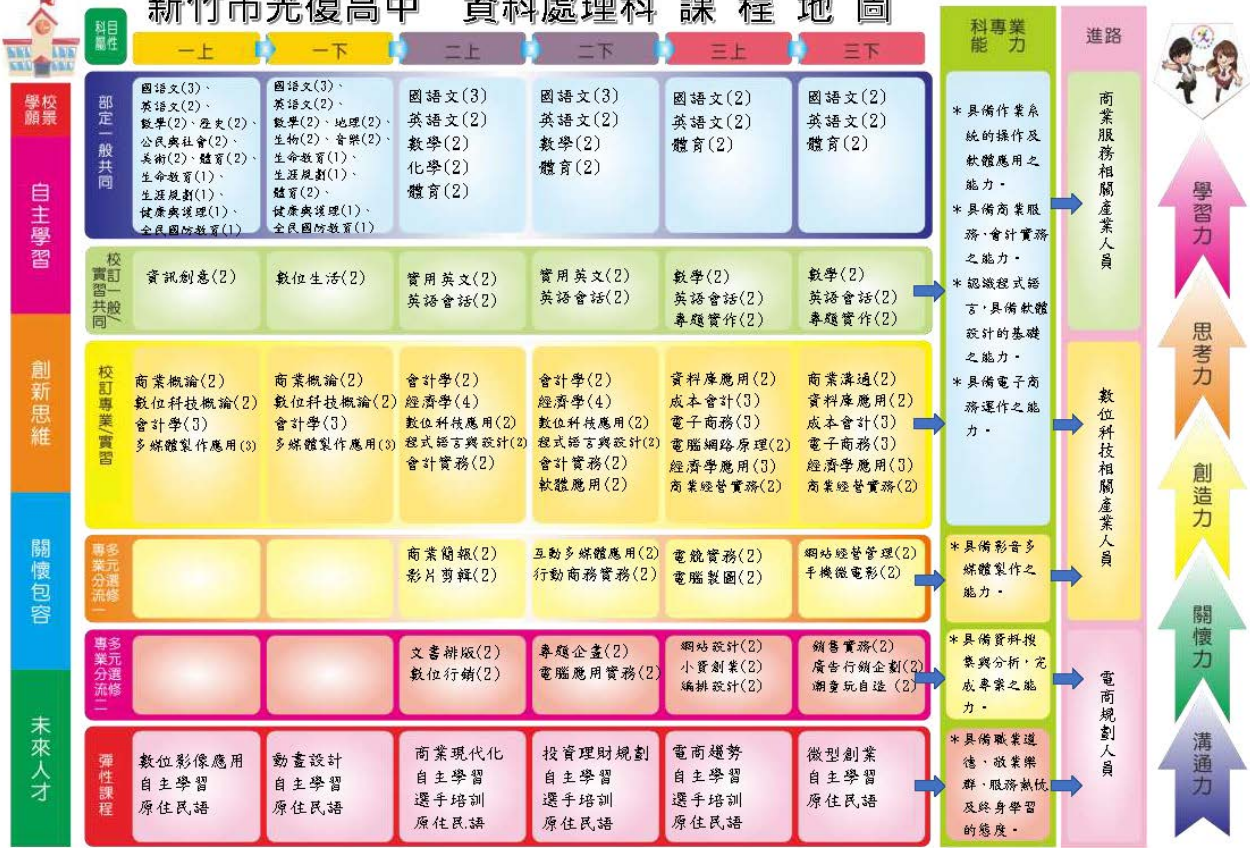 新竹市光復高中 資料處理科 課 程 地 圖
學校願景
自主學習
創新思維
關懷包容
未來人才
科目
屬性
一上
一下
二上
二下
三上
三下
科專業
能 力
進路
部定一般共同
國語文(3)、
英語文(2)、
數學(2)、歷史(2)、
公民與社會(2)、
美術(2)、體育(2)、
生命教育(1)、
生涯規劃(1)、
健康與護理(1)、
全民國防教育(1)
國語文(3)、
英語文(2)、
數學(2)、地理(2)、
生物(2)、音樂(2)、
生命教育(1)、
生涯規劃(1)、
體育(2)、
健康與護理(1)、
全民國防教育(1)
國語文(3)
英語文(2)
數學(2)
化學(2)
體育(2)
國語文(3)
英語文(2)
數學(2)
體育(2)
國語文(2)
英語文(2)
體育(2)
國語文(2)
英語文(2)
體育(2)
校訂一般/
實習共同
資訊創意(2)
數位生活(2)
實用英文(2)
英語會話(2)
實用英文(2)
英語會話(2)
數學(2)
英語會話(2)
專題實作(2)
數學(2)
英語會話(2)
專題實作(2)
校訂專業/實習
商業概論(2)
數位科技概論(2)
會計學(3)
多媒體製作應用(3)
商業概論(2)
數位科技概論(2)
會計學(3)
多媒體製作應用(3)
會計學(2)
經濟學(4)
數位科技應用(2)
程式語言與設計(2)
會計實務(2)
會計學(2)
經濟學(4)
數位科技應用(2)
程式語言與設計(2)
會計實務(2)
軟體應用(2)
資料庫應用(2)
成本會計(3)
電子商務(3)
電腦網路原理(2)
經濟學應用(3)
商業經營實務(2)
商業溝通(2)
資料庫應用(2)
成本會計(3)
電子商務(3)
經濟學應用(3)
商業經營實務(2)
多元選修
專業分流一
商業簡報(2)
影片剪輯(2)
互動多媒體應用(2)
行動商務實務(2)
電競實務(2)
電腦製圖(2)
網站經營管理(2)
手機微電影(2)
多元選修
專業分流二
文書排版(2)
數位行銷(2)
專題企畫(2)
電腦應用實務(2)
網站設計(2)
小資創業(2)
編排設計(2)
銷售實務(2)
廣告行銷企劃(2)
潮童玩自造 (2)
彈性課程
數位影像應用
自主學習
原住民語
動畫設計
自主學習
原住民語
商業現代化
自主學習
選手培訓
原住民語
投資理財規劃
自主學習
選手培訓
原住民語
電商趨勢
自主學習
選手培訓
原住民語
微型創業
自主學習
原住民語
*具備作業系
統的操作及
軟體應用之
能力。
*具備商業服
務、會計實務
之能力。
*認識程式語
言,具備軟體
設計的基礎
之能力。
*具備電子商
務運作之能
力。
*具備影音多
媒體製作之
能力。
*具備資料搜
集與分析,完
成專業之能
力。
*具備職業道
德、敬業樂
群、服務熱忱
及終身學習
的態度。
商業服務相關產業人員
數位科技相關產業人員
電商規劃人員
學習力
思考力
創造力
關懷力
溝通力